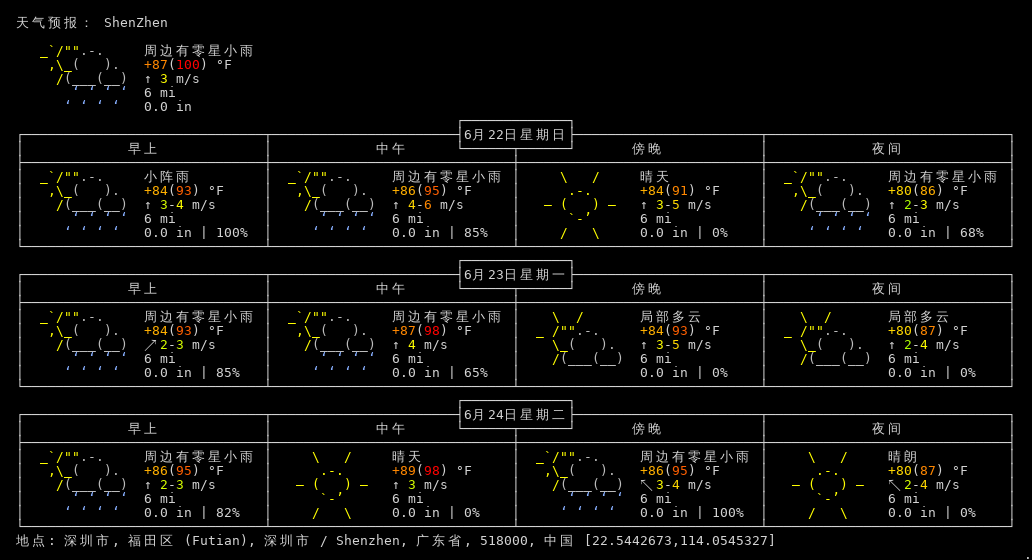 天气预报： ShenZhen
周边有零星小雨
+87(100) °F
↑ 3 m/s
6 mi
0.0 in
6月22日星期日
早上 中午 傍晚 夜间
小阵雨 周边有零星小雨 晴天 周边有零星小雨
+84(93) °F +86(95) °F +84(91) °F +80(86) °F
↑ 3-4 m/s ↑ 4-6 m/s ↑ 3-5 m/s ↑ 2-3 m/s
6 mi 6 mi 6 mi 6 mi
0.0 in | 100% 0.0 in | 85% 0.0 in | 0% 0.0 in | 68%
6月23日星期一
早上 中午 傍晚 夜间
周边有零星小雨 周边有零星小雨 局部多云 局部多云
+84(93) °F +87(98) °F +84(93) °F +80(87) °F
↗ 2-3 m/s ↑ 4 m/s ↑ 3-5 m/s ↑ 2-4 m/s
6 mi 6 mi 6 mi 6 mi
0.0 in | 85% 0.0 in | 65% 0.0 in | 0% 0.0 in | 0%
6月24日星期二
早上 中午 傍晚 夜间
周边有零星小雨 晴天 周边有零星小雨 晴朗
+86(95) °F +89(98) °F +86(95) °F +80(87) °F
↑ 2-3 m/s ↑ 3 m/s ↖ 3-4 m/s ↖ 2-4 m/s
6 mi 6 mi 6 mi 6 mi
0.0 in | 82% 0.0 in | 0% 0.0 in | 100% 0.0 in | 0%
地点: 深圳市, 福田区 (Futian), 深圳市 / Shenzhen, 广东省, 518000, 中国 [22.5442673,114.0545327]